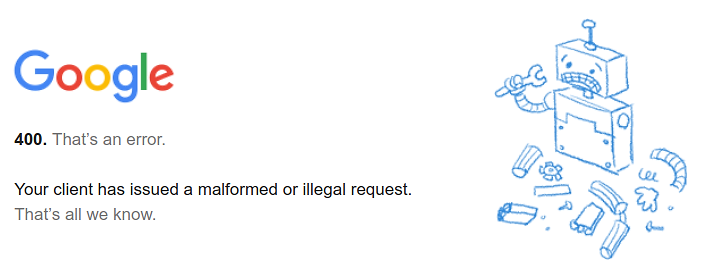 Google
400. That’s an error.
Your client has issued a malformed or illegal request.
That’s all we know.